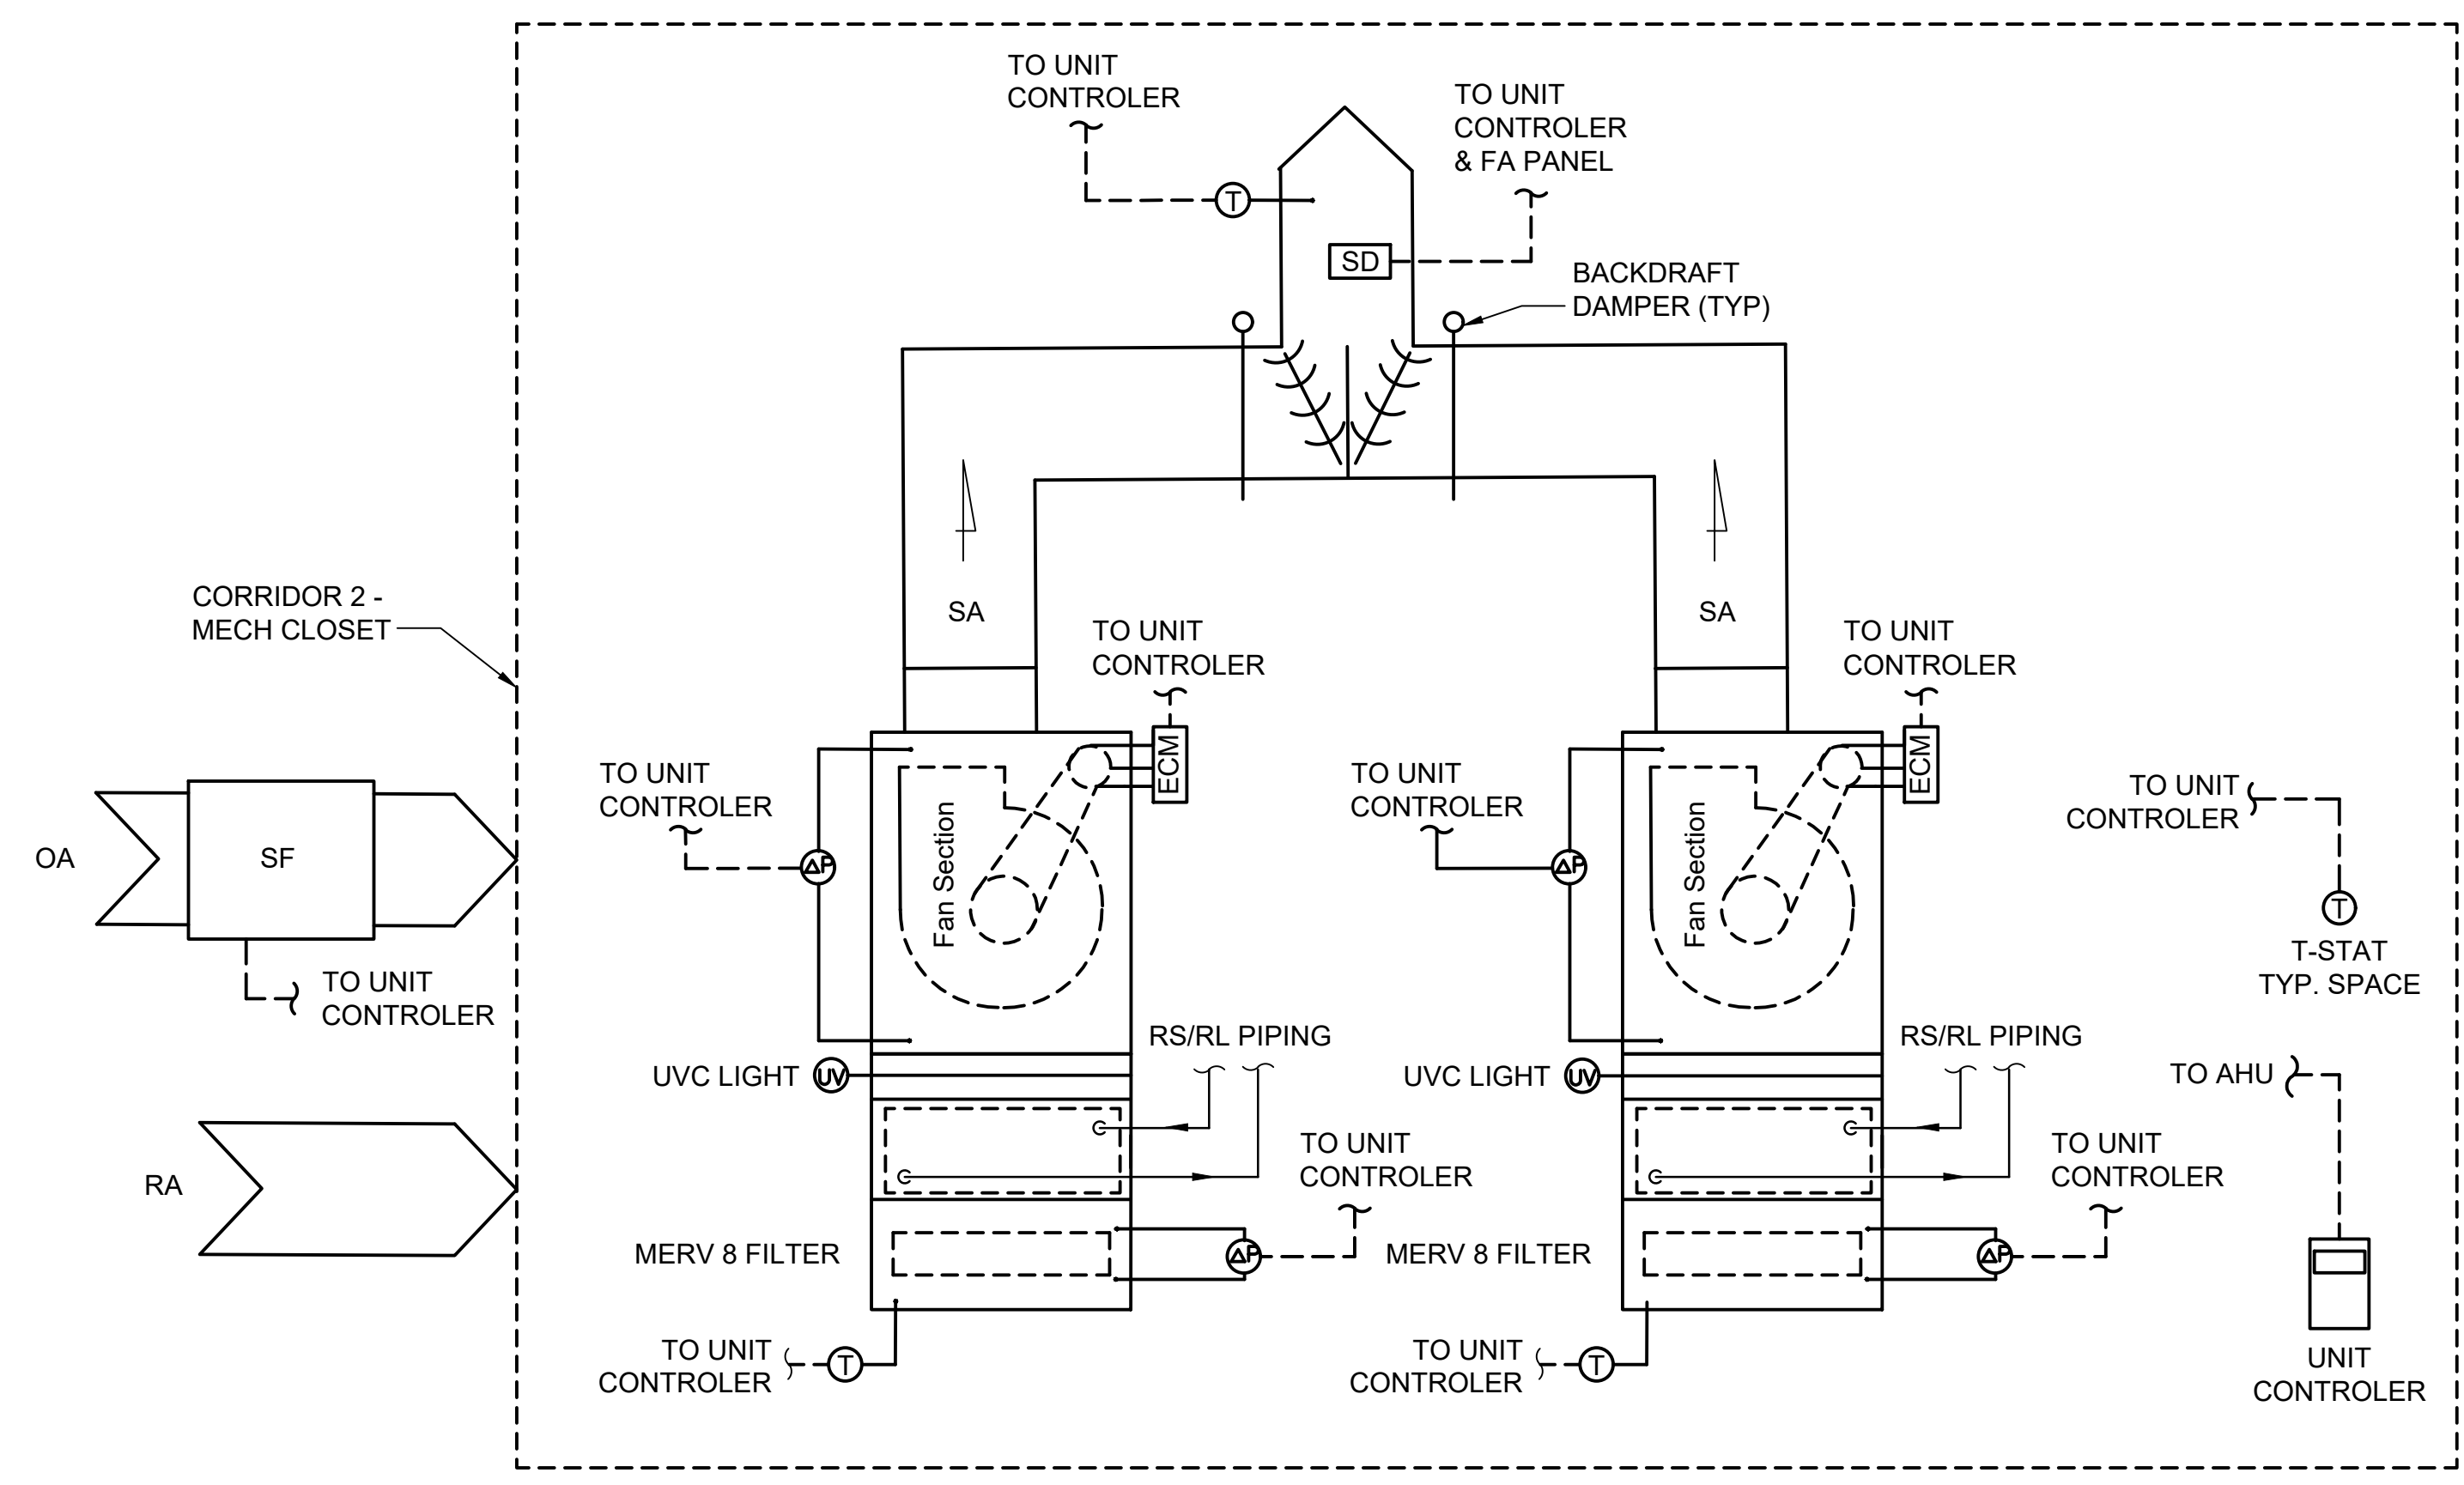 TO UNIT
CONTROLER
TO UNIT
CONTROLER
& FA PANEL
T
SD
BACKDRAFT
DAMPER (TYP)
CORRIDOR 2 -
MECH CLOSET
SA
SA
TO UNIT
CONTROLER
TO UNIT
CONTROLER
ECM
ECM
TO UNIT
CONTROLER
TO UNIT
CONTROLER
TO UNIT
CONTROLER
OA
SF
ΔP
Fan Section
ΔP
Fan Section
T
T-STAT
TYP. SPACE
TO UNIT
CONTROLER
RS/RL PIPING
RS/RL PIPING
UVC LIGHT
UV
UVC LIGHT
UV
TO AHU
RA
TO UNIT
CONTROLER
TO UNIT
CONTROLER
MERV 8 FILTER
ΔP
MERV 8 FILTER
ΔP
TO UNIT
CONTROLER
T
TO UNIT
CONTROLER
T
UNIT
CONTROLER